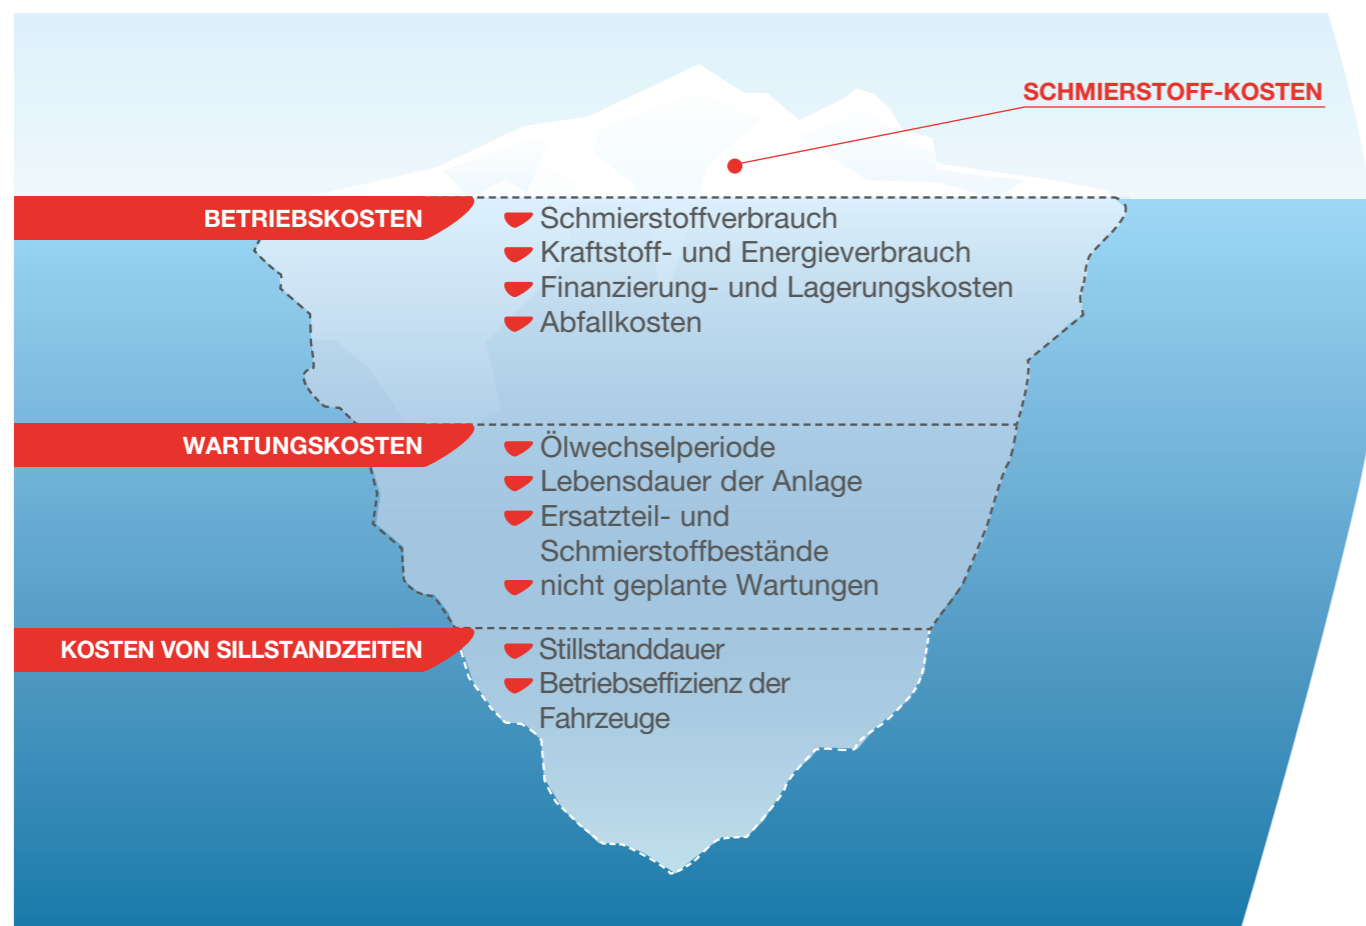 SCHMIERSTOFF-KOSTEN
BETRIEBSKOSTEN
Schmierstoffverbrauch
Kraftstoff- und Energieverbrauch
Finanzierung- und Lagerungskosten
Abfallkosten
WARTUNGSKOSTEN
Ölwechselperiode
Lebensdauer der Anlage
Ersatzteil- und
Schmierstoffbestände
nicht geplante Wartungen
KOSTEN VON SILLSTANDZEITEN
Stillstanddauer
Betriebseffizienz der
Fahrzeuge